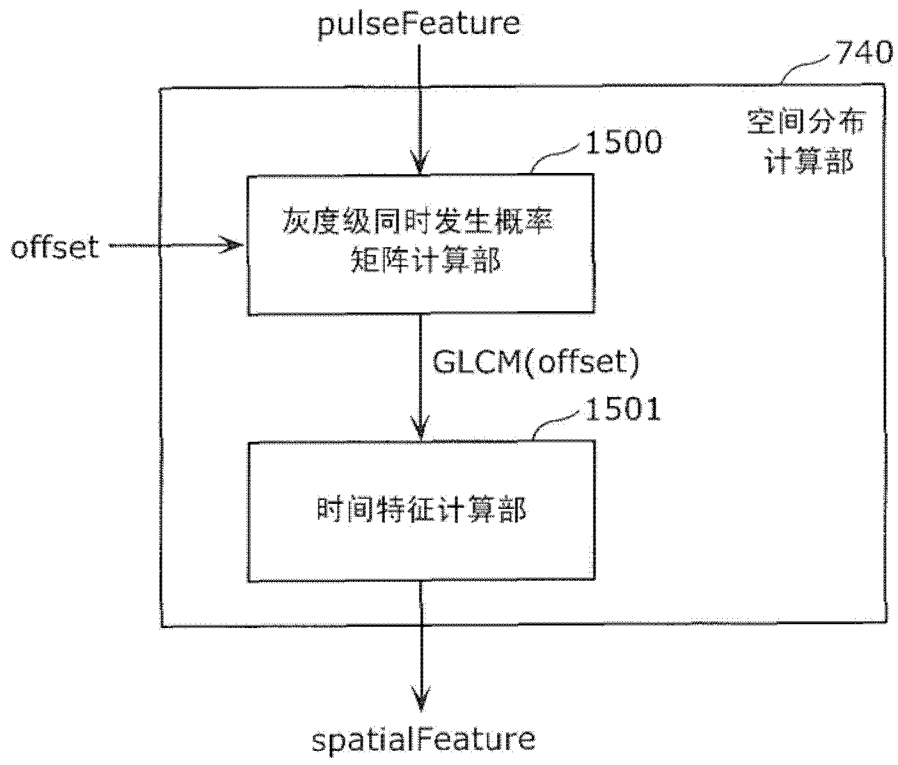 pulseFeature
740
空间分布
计算部
1500
灰度级同时发生概率
矩阵计算部
offset
GLCM(offset)
1501
时间特征计算部
spatialFeature